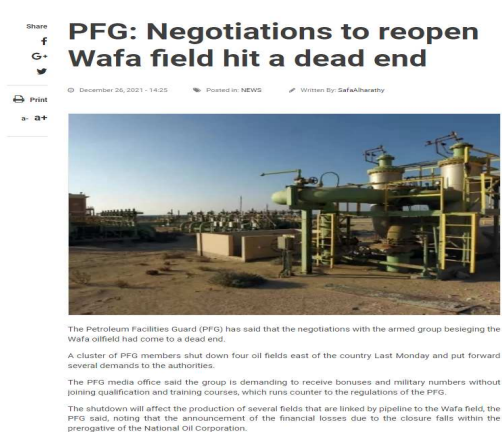 Share
PFG: Negotiations to reopen
Wafa field hit a dead end
G+
December 26, 2021 - 14:25 Posted in: NEWS Written By: SafaAlharathy
Print
a- a+
The Petroleum Facilities Guard (PFG) has said that the negotiations with the armed group besieging the
Wafa oilfield had come to a dead end.
A cluster of PFG members shut down four oil fields east of the country Last Monday and put forward
several demands to the authorities.
The PFG media office said the group is demanding to receive bonuses and military numbers without
joining qualification and training courses, which runs counter to the regulations of the PFG.
The shutdown will affect the production of several fields that are linked by pipeline to the Wafa field, the
PFG said, noting that the announcement of the financial losses due to the closure falls within the
prerogative of the National Oil Corporation.